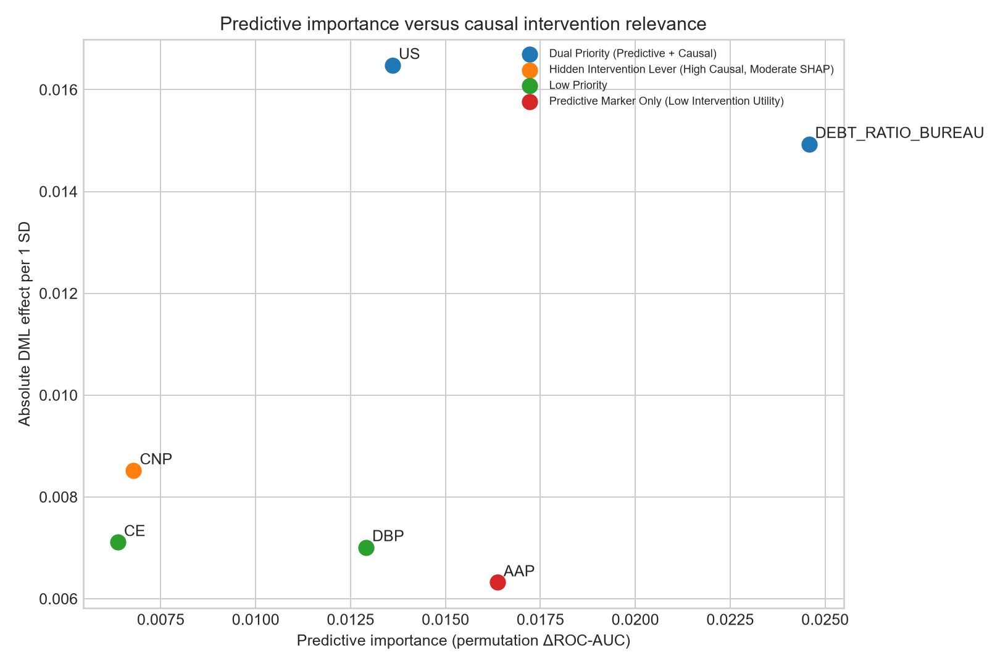 Predictive importance versus causal intervention relevance
US
Dual Priority (Predictive + Causal)
Hidden Intervention Lever (High Causal, Moderate SHAP)
Low Priority
Predictive Marker Only (Low Intervention Utility)
DEBT_RATIO_BUREAU
CNP
CE
DBP
AAP
Absolute DML effect per 1 SD
0.016
0.014
0.012
0.010
0.008
0.006
0.0075 0.0100 0.0125 0.0150 0.0175 0.0200 0.0225 0.0250
Predictive importance (permutation ΔROC-AUC)